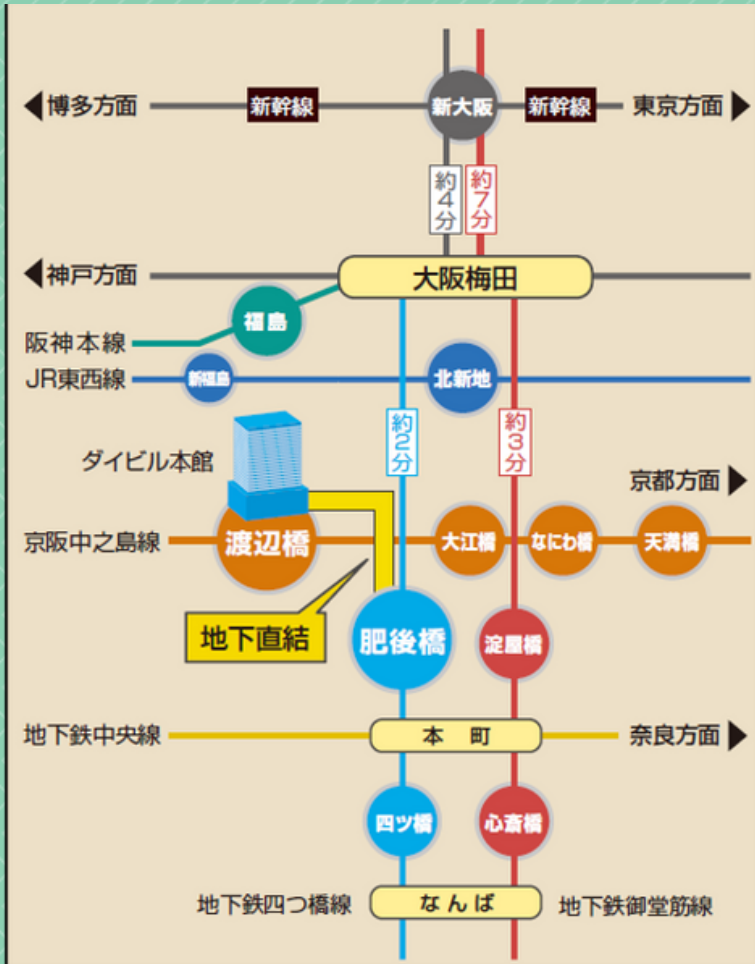 博多方面
新幹線
新大阪
新幹線
東京方面
約4分
約7分
神戸方面
大阪梅田
福島
阪神本線
JR東西線
新福島
北新地
約2分
約3分
ダイビル本館
京都方面
京阪中之島線
渡辺橋
大江橋
なにわ橋
天満橋
地下直結
肥後橋
淀屋橋
地下鉄中央線
本町
奈良方面
四ツ橋
心斎橋
地下鉄四つ橋線
なんば
地下鉄御堂筋線